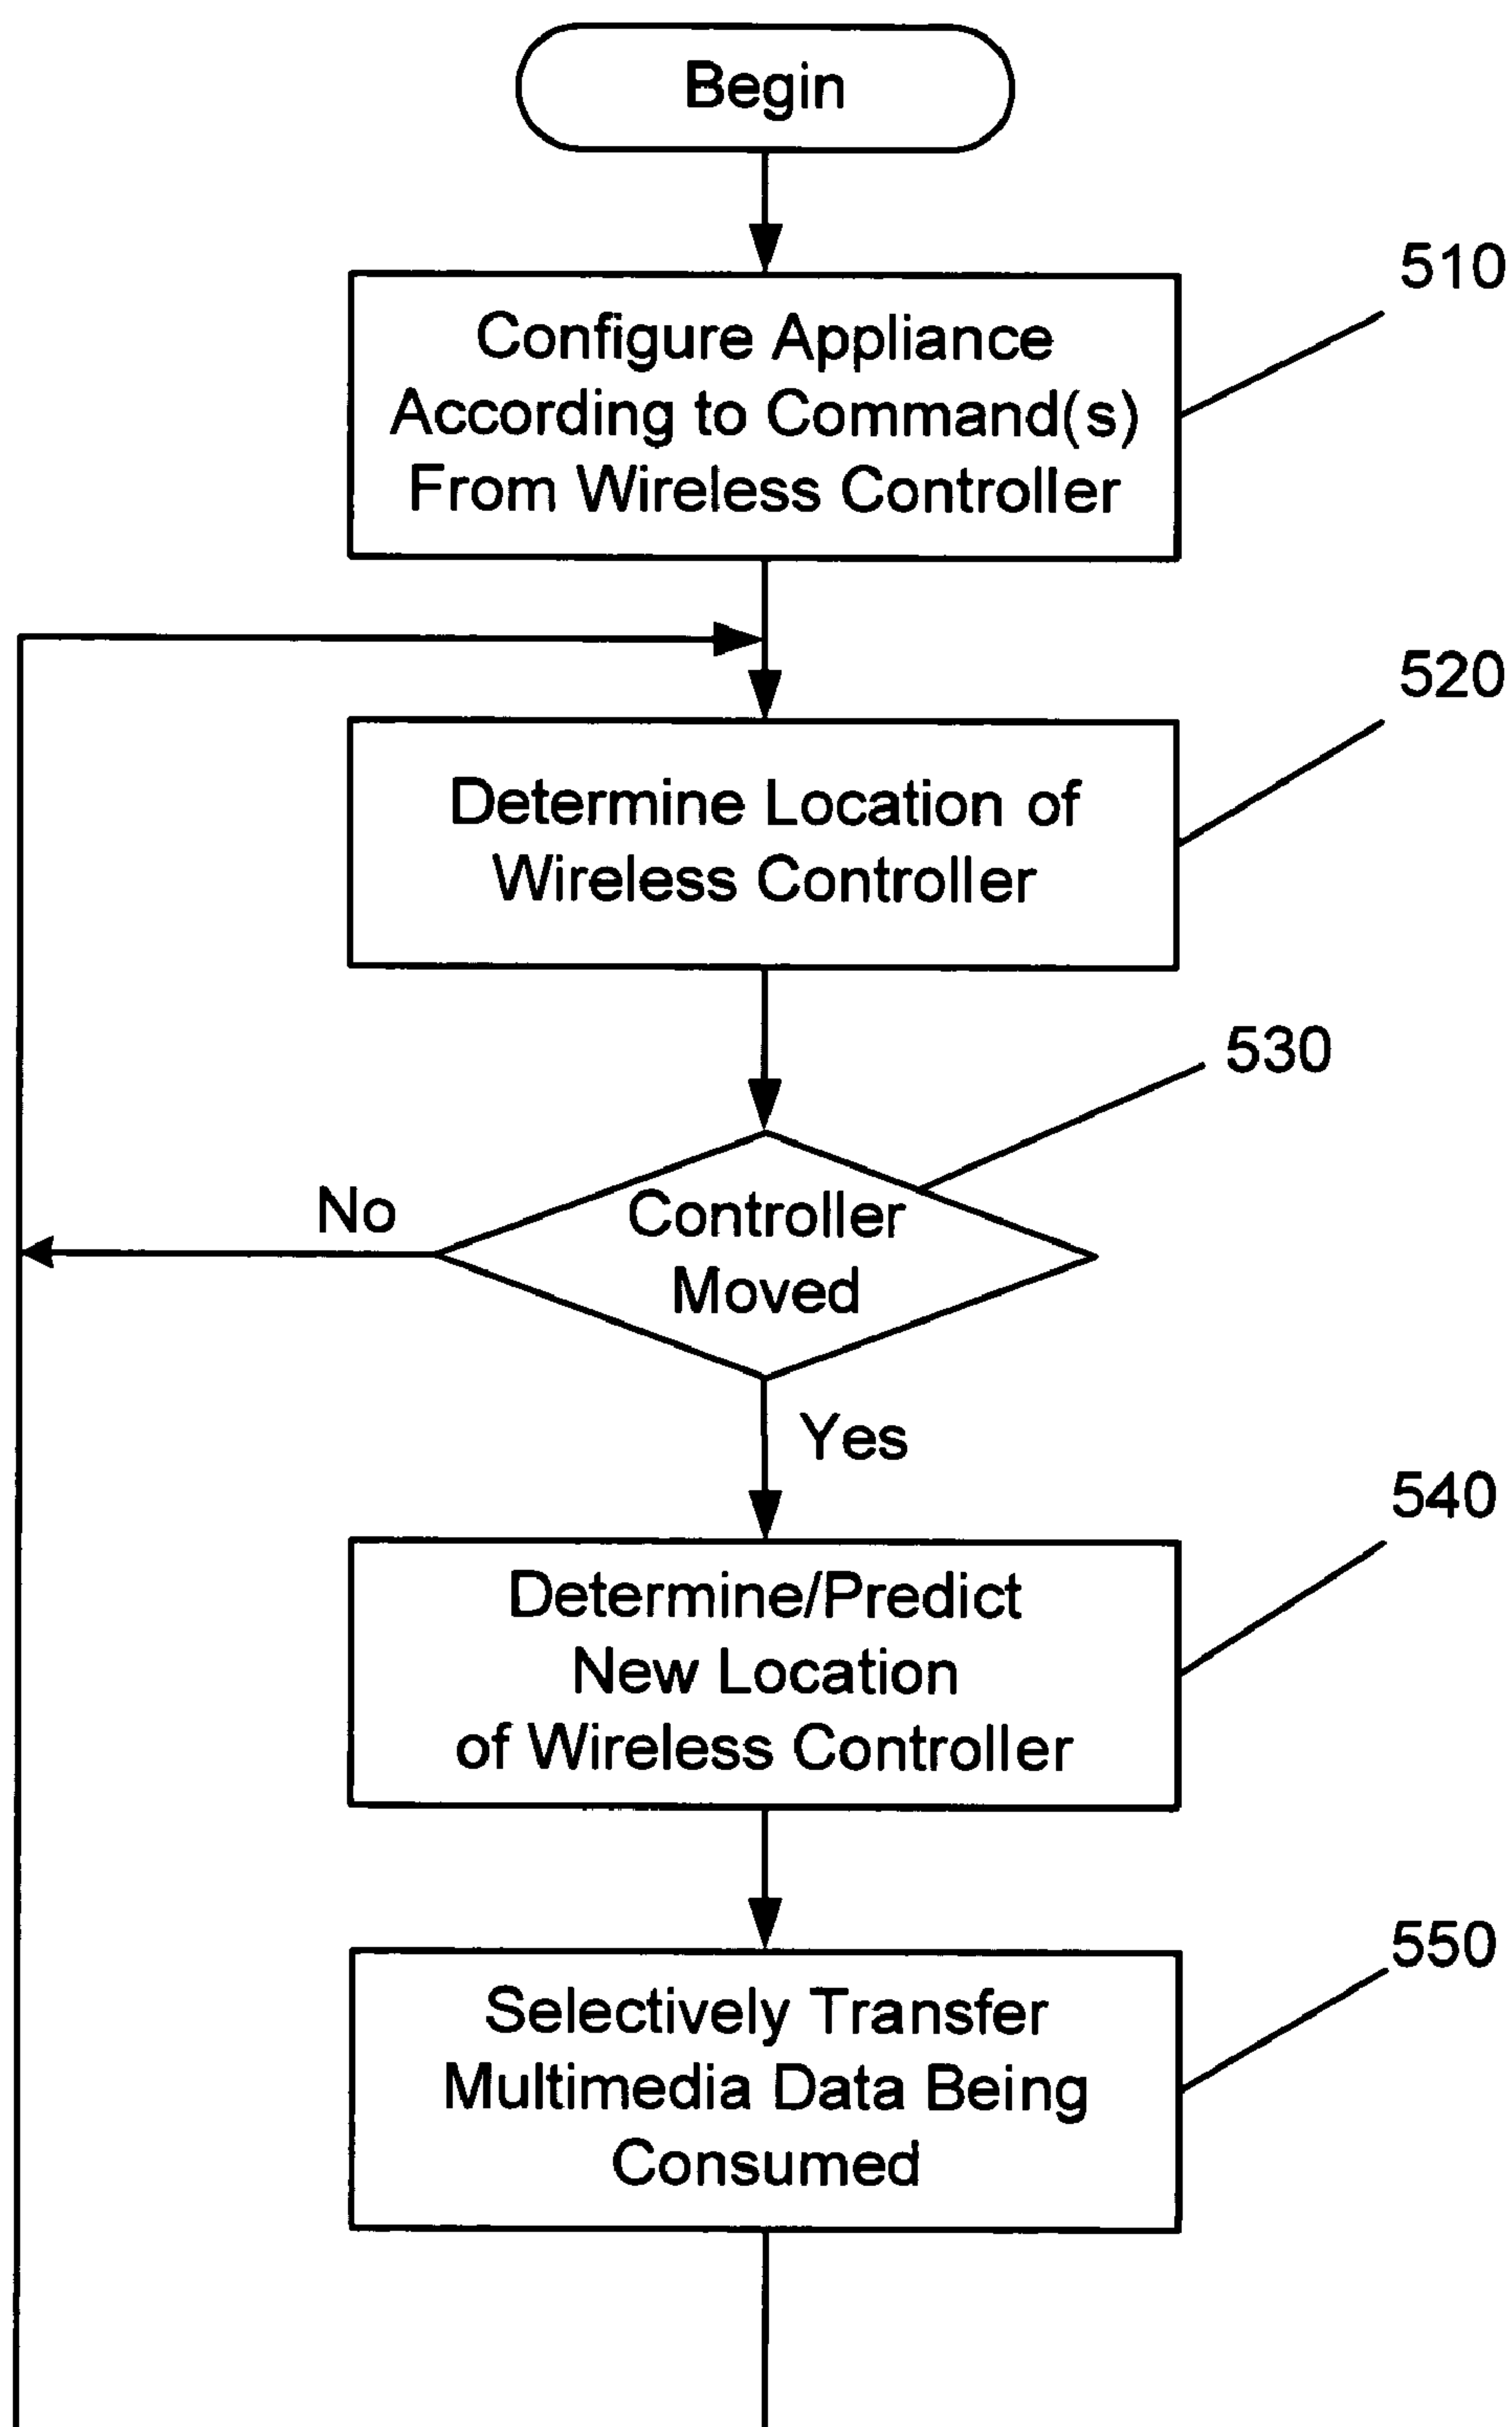 Begin
510
Configure Appliance
According to Command(s)
From Wireless Controller
520
Determine Location of
Wireless Controller
530
No
Controller
Moved
Yes
540
Determine/Predict
New Location
of Wireless Controller
550
Selectively Transfer
Multimedia Data Being
Consumed